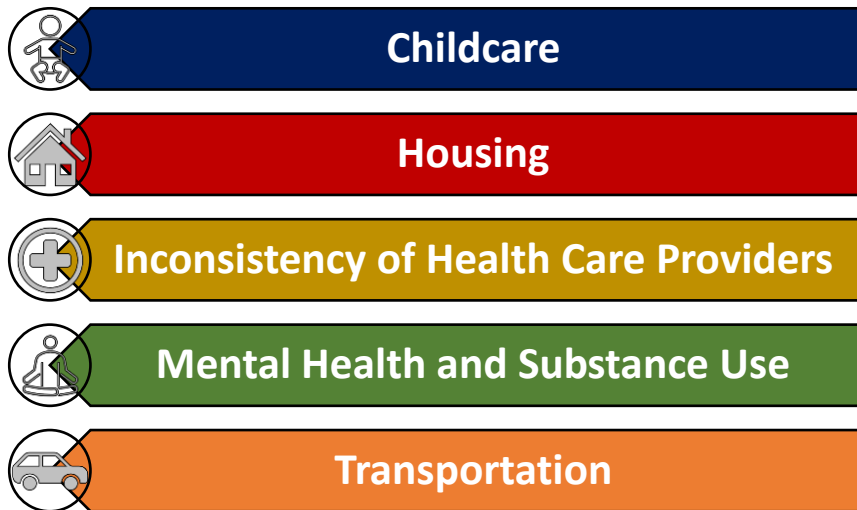 Childcare
Housing
Inconsistency of Health Care Providers
Mental Health and Substance Use
Transportation